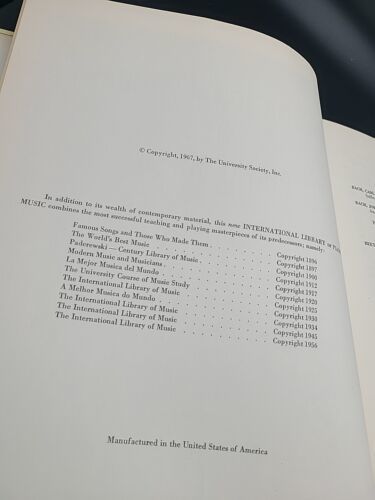 © Copyright, 1967, by The University Society, Inc.
In addition to its wealth of contemporary material, this new INTERNATIONAL LIBRARY OF
MUSIC combines the most successful teaching and playing masterpieces of its predecessors; namely:
Famous Songs and Those Who Made Them . . . . . . Copyright 1896
The World's Best Music . . . . . . . . . . Copyright 1897
Paderewski — Century Library of Music . . . . . . . Copyright 1900
Modern Music and Musicians . . . . . . . . . Copyright 1912
La Mejor Musica del Mundo . . . . . . . . . Copyright 1917
The University Course of Music Study . . . . . . . Copyright 1920
The International Library of Music . . . . . . . . Copyright 1925
A Melhor Musica do Mundo . . . . . . . . . Copyright 1930
The International Library of Music . . . . . . . . Copyright 1934
The International Library of Music . . . . . . . . Copyright 1945
The International Library of Music . . . . . . . . Copyright 1956
Manufactured in the United States of America
BACH, CARL
BACH,